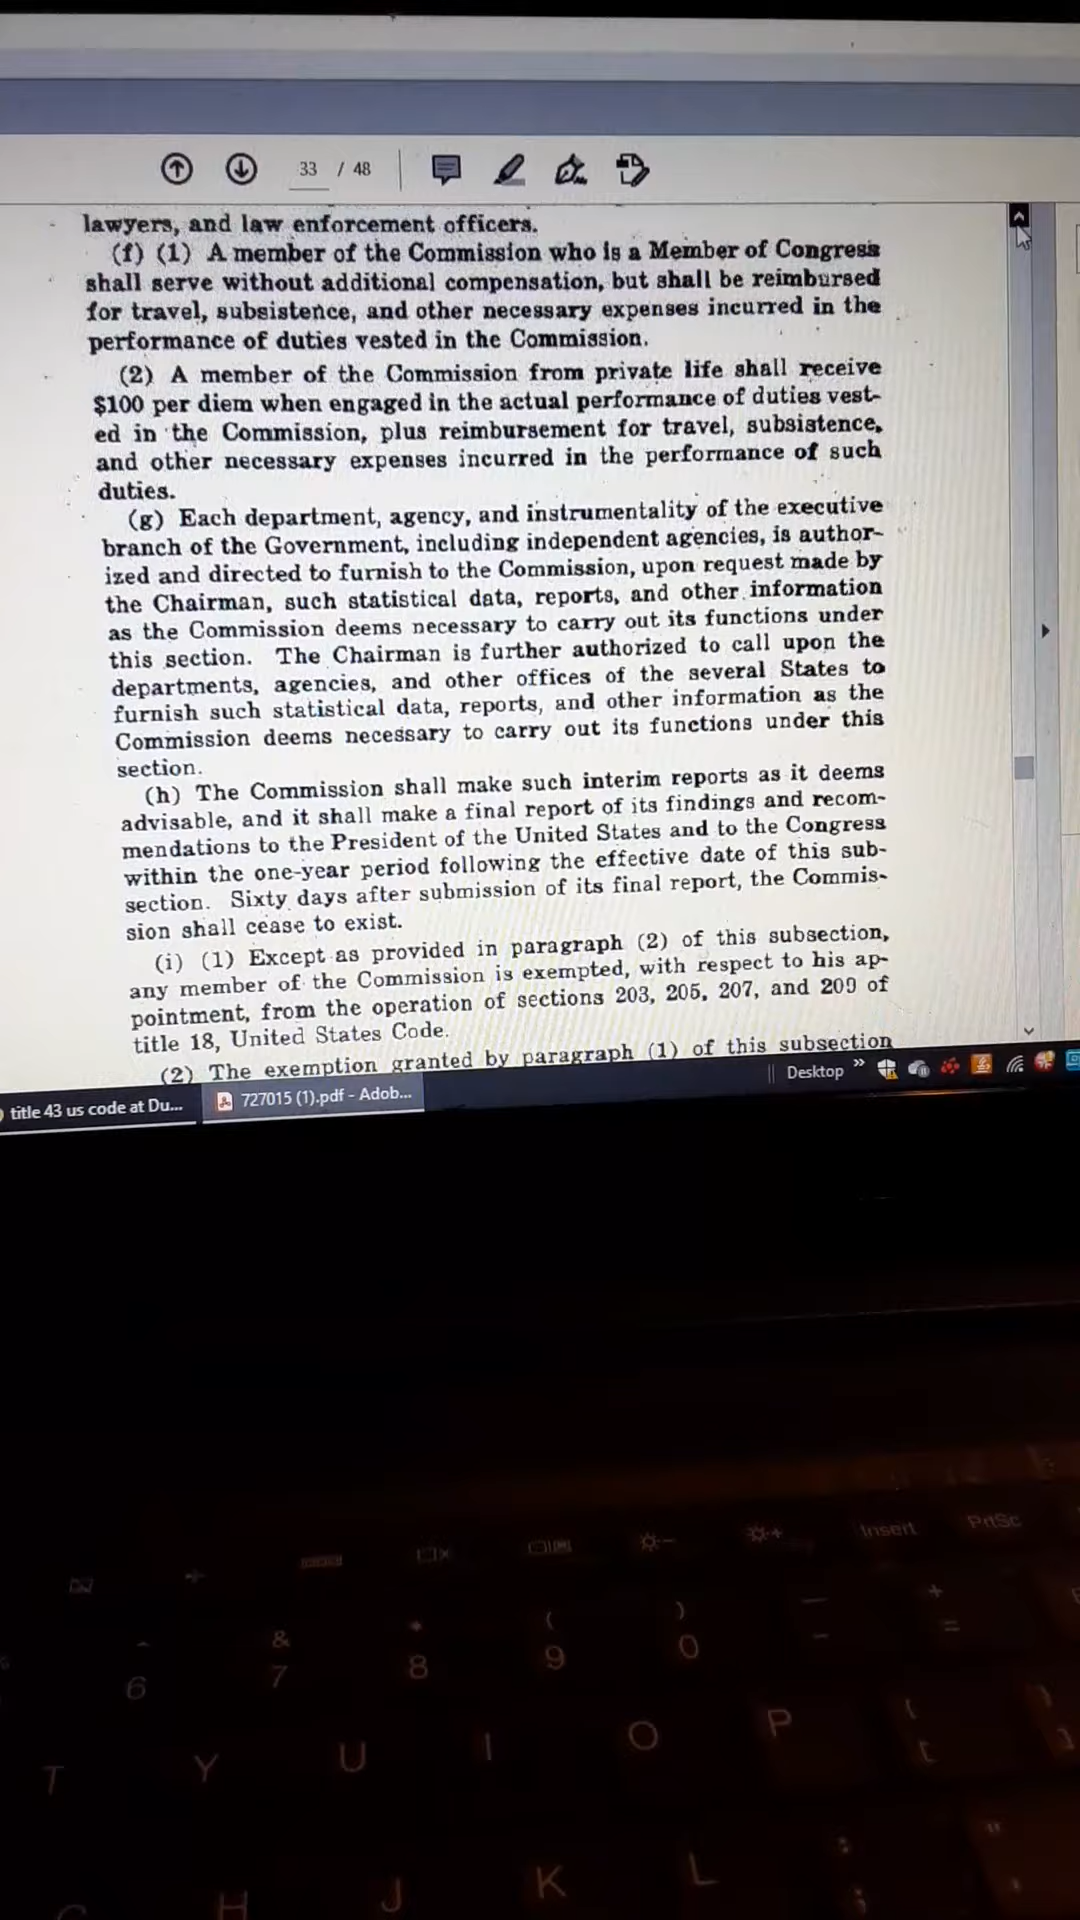 33 / 48
lawyers, and law enforcement officers.
(f) (1) A member of the Commission who is a Member of Congress
shall serve without additional compensation, but shall be reimbursed
for travel, subsistence, and other necessary expenses incurred in the
performance of duties vested in the Commission.
(2) A member of the Commission from private life shall receive
$100 per diem when engaged in the actual performance of duties vest-
ed in the Commission, plus reimbursement for travel, subsistence,
and other necessary expenses incurred in the performance of such
duties.
(g) Each department, agency, and instrumentality of the executive
branch of the Government, including independent agencies, is author-
ized and directed to furnish to the Commission, upon request made by
the Chairman, such statistical data, reports, and other information
as the Commission deems necessary to carry out its functions under
this section. The Chairman is further authorized to call upon the
departments, agencies, and other offices of the several States to
furnish such statistical data, reports, and other information as the
Commission deems necessary to carry out its functions under this
section.
(h) The Commission shall make such interim reports as it deems
advisable, and it shall make a final report of its findings and recom-
mendations to the President of the United States and to the Congress
within the one-year period following the effective date of this sub-
section. Sixty days after submission of its final report, the Commis-
sion shall cease to exist.
(i) (1) Except as provided in paragraph (2) of this subsection,
any member of the Commission is exempted, with respect to his ap-
pointment, from the operation of sections 203, 205, 207, and 209 of
title 18, United States Code.
(2) The exemption granted by paragraph (1) of this subsection
Desktop »
title 43 us code at Du...
727015 (1).pdf - Adob...
Insert PrtSc
& * ( ) — +
6 7 8 9 0 - =
T Y U I O P [
H J K L ;